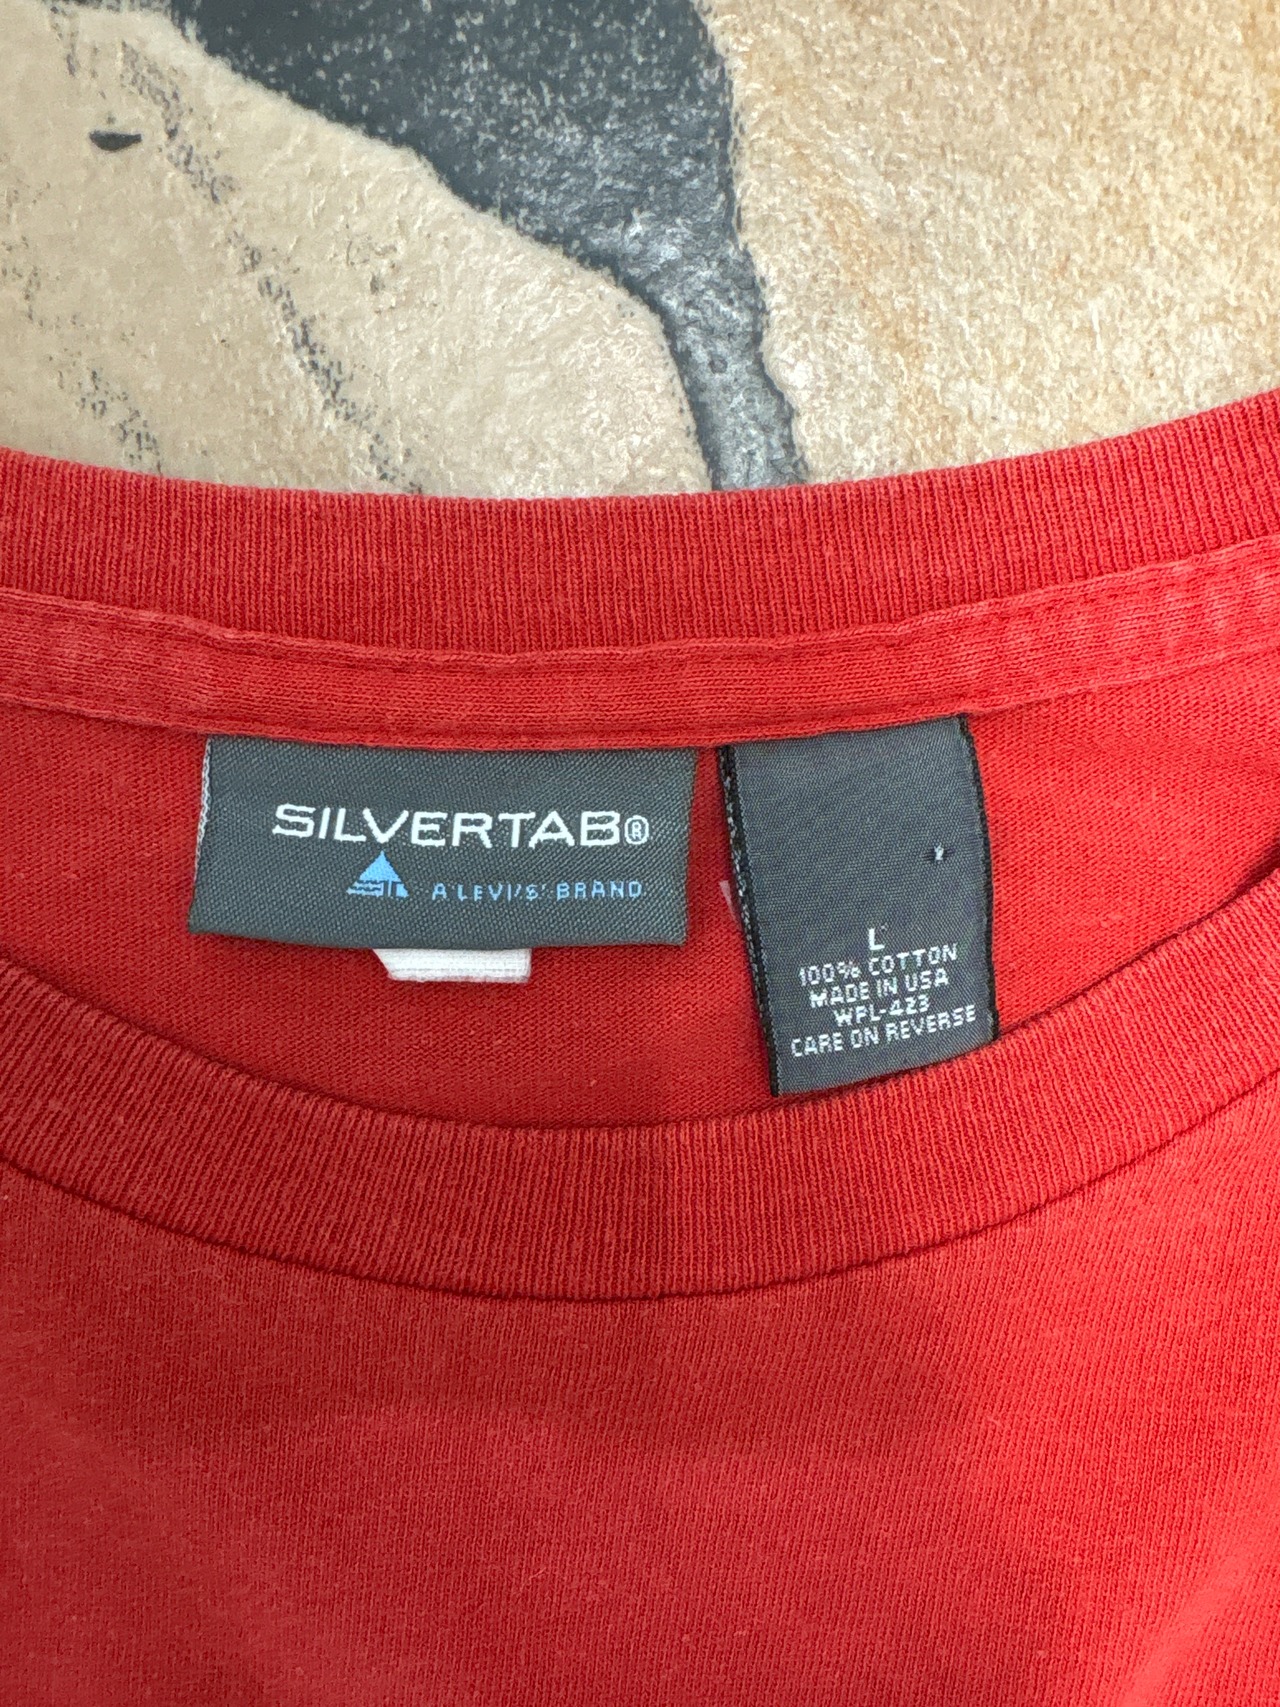 SILVERTAB®
A LEVI'S BRAND
L
100% COTTON
MADE IN USA
WPL-423
CARE ON REVERSE